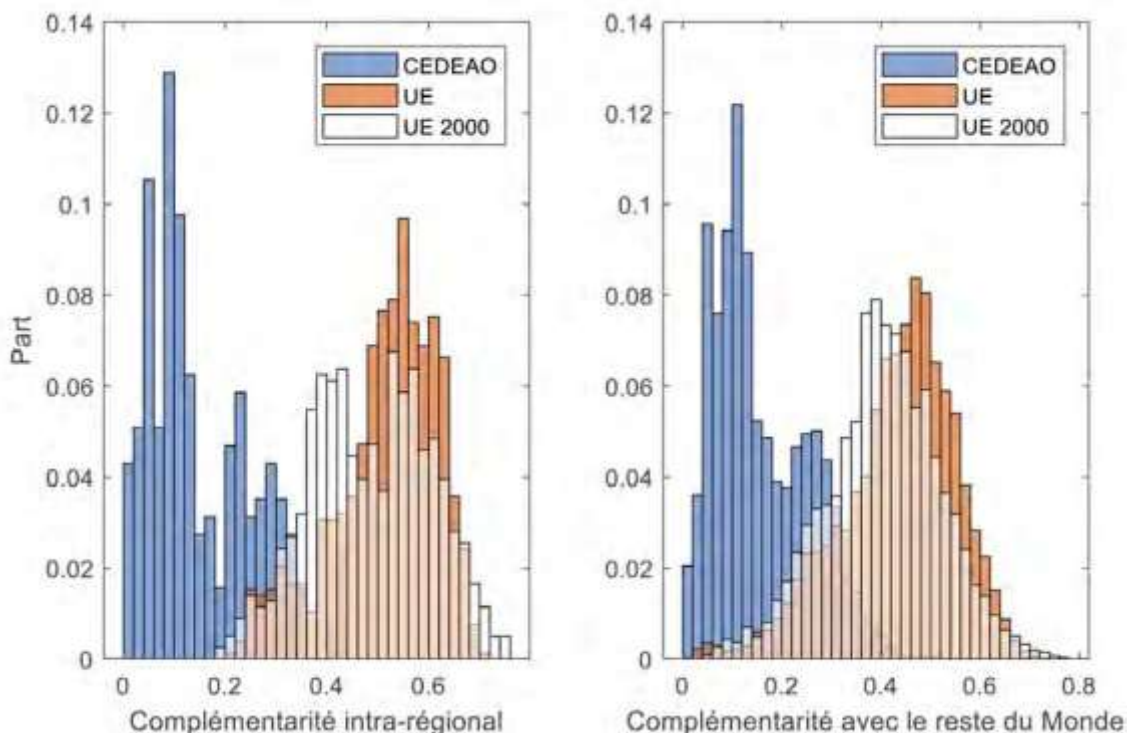 0.14
0.12
0.1
0.08
0.06
0.04
0.02
0
Part
CEDEAO
UE
UE 2000
0 0.2 0.4 0.6
Complémentarité intra-régional
0.14
0.12
0.1
0.08
0.06
0.04
0.02
0
CEDEAO
UE
UE 2000
0 0.2 0.4 0.6 0.8
Complémentarité avec le reste du Monde